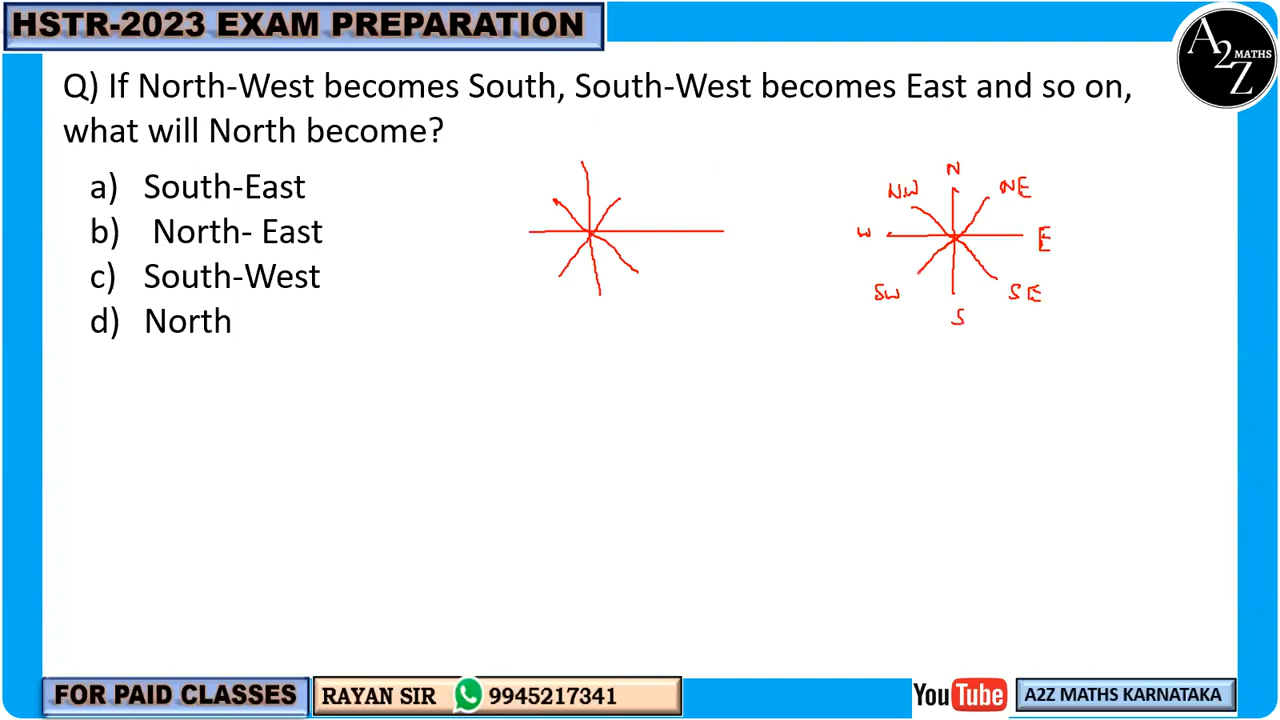 HSTR-2023 EXAM PREPARATION
A2Z MATHS
Q) If North-West becomes South, South-West becomes East and so on,
what will North become?
a) South-East
b) North- East
c) South-West
d) North
N
NW NE
W E
SW SE
S
FOR PAID CLASSES RAYAN SIR 9945217341 YouTube A2Z MATHS KARNATAKA